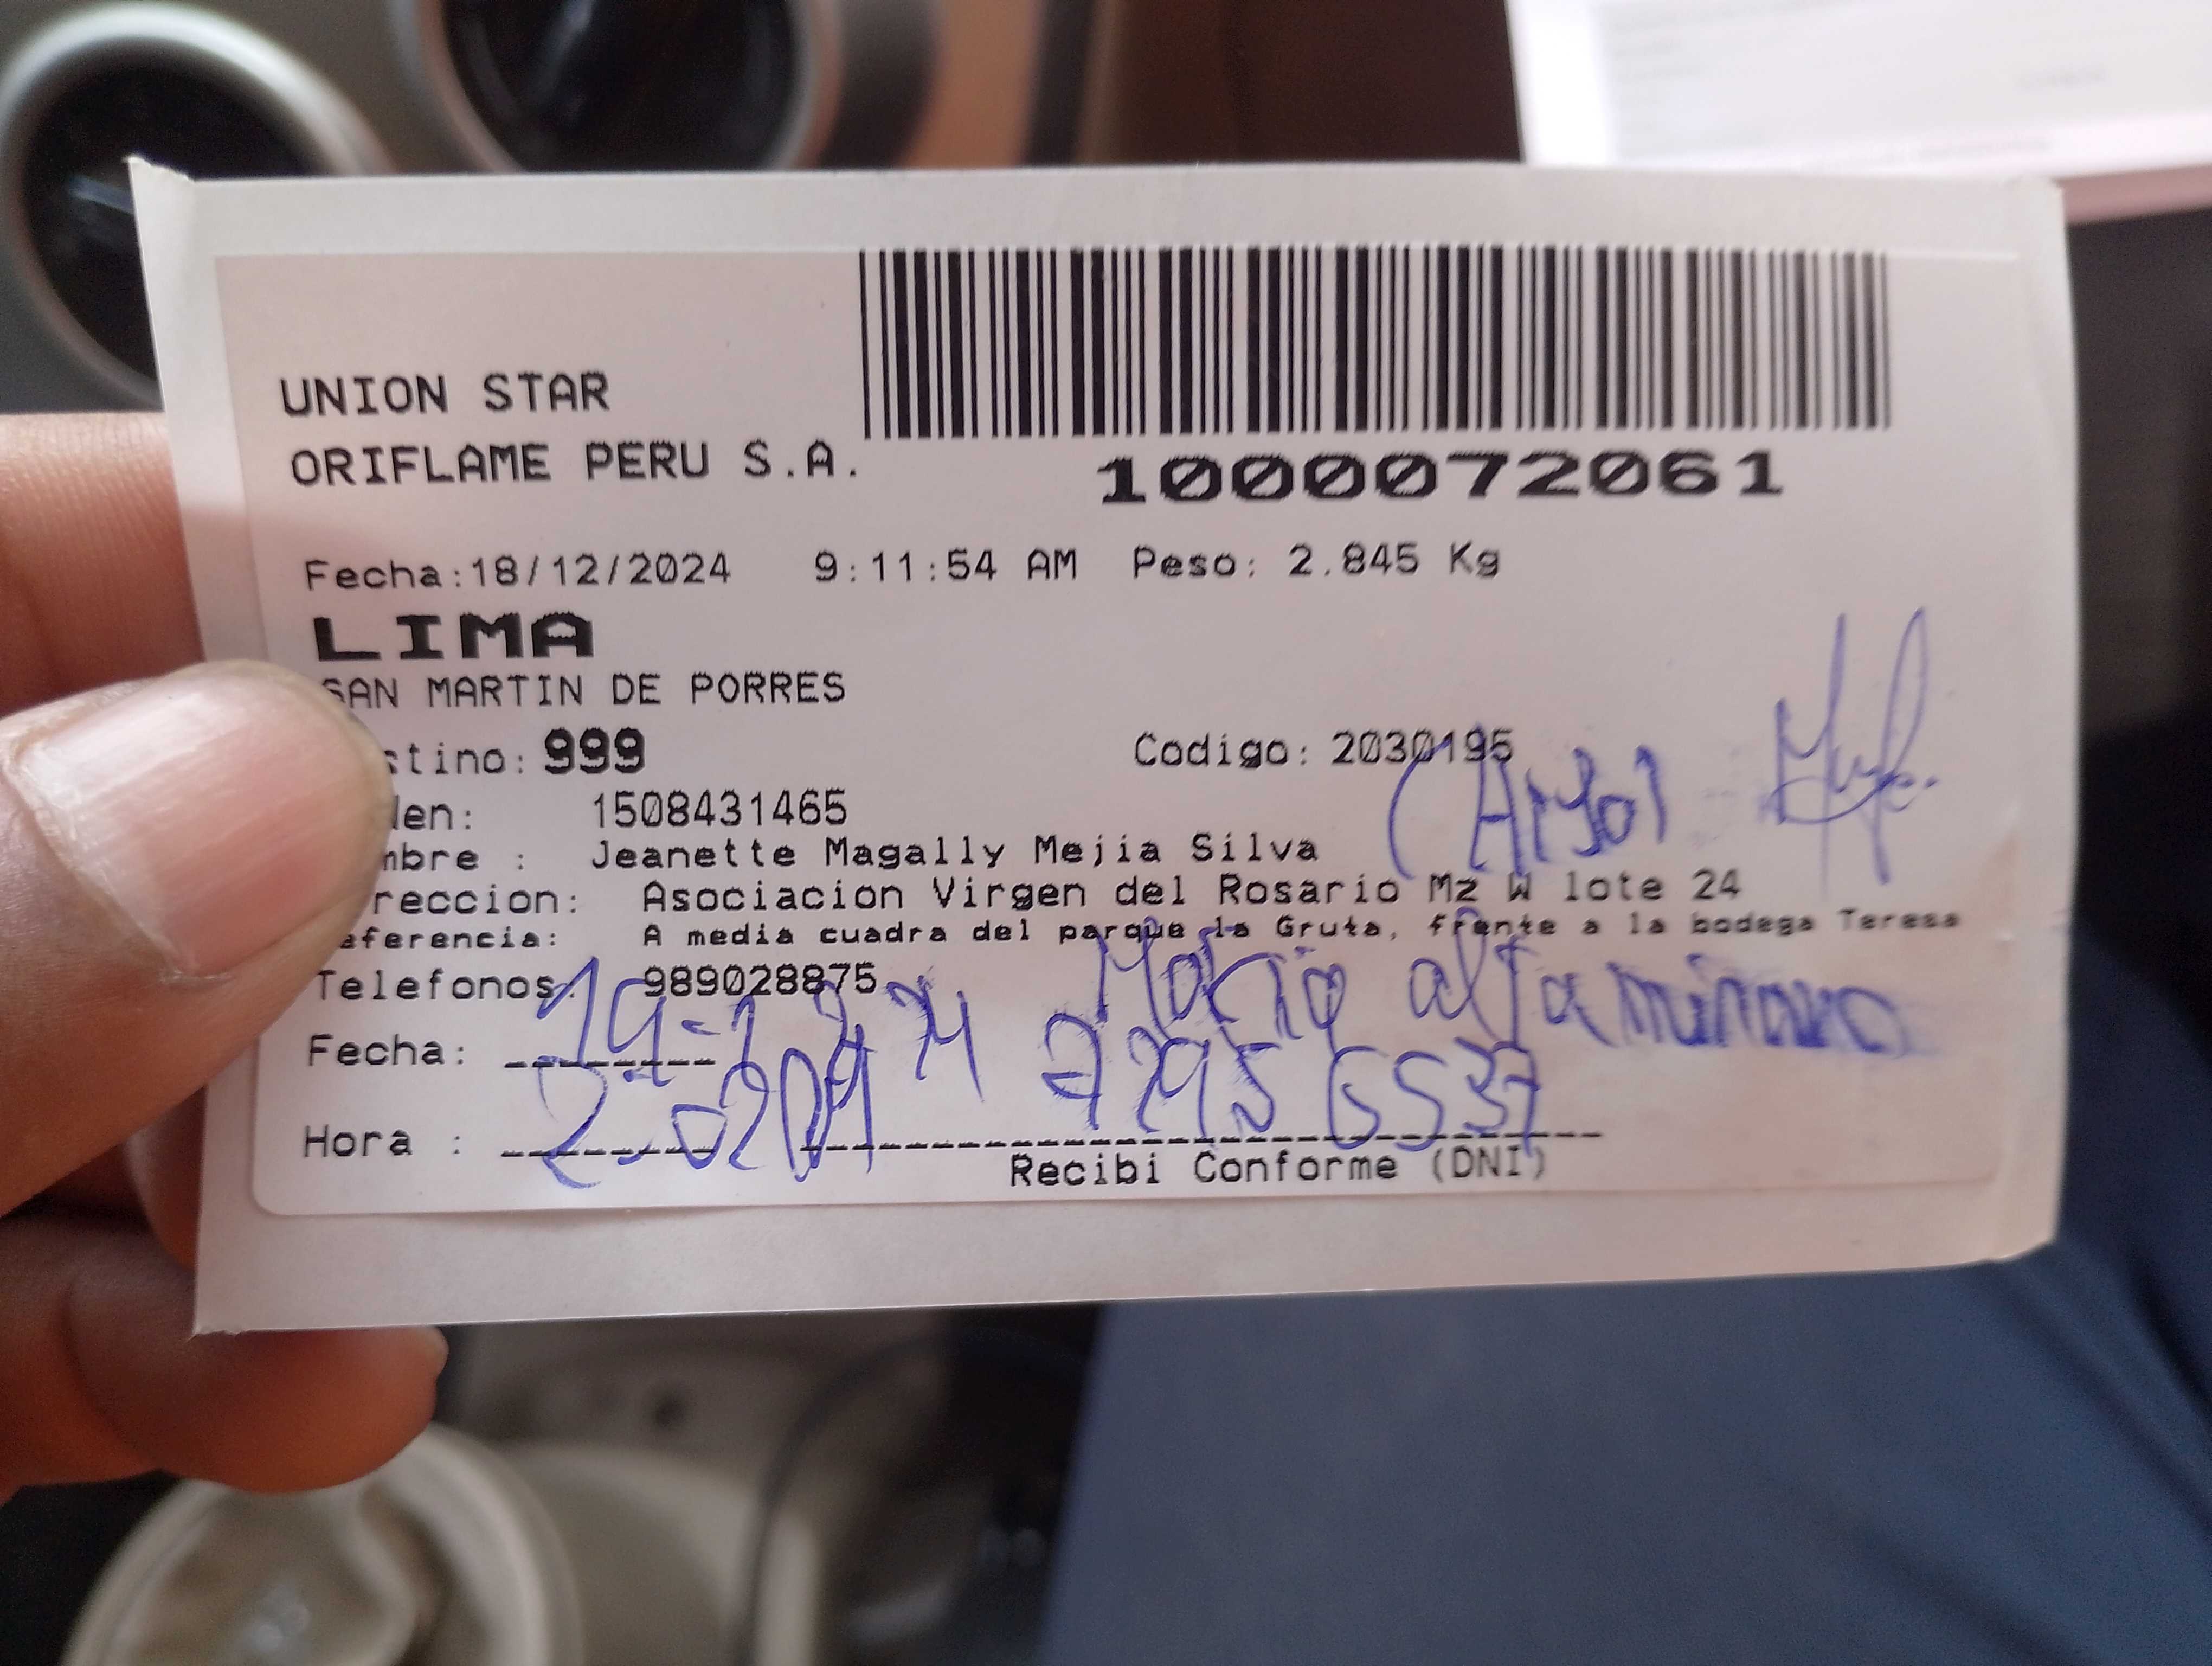 UNION STAR
ORIFLAME PERU S.A.
1000072061
Fecha:18/12/2024 9:11:54 AM Peso: 2.845 Kg
LIMA
SAN MARTIN DE PORRES
stino: 999 Codigo: 2030195
den: 1508431465
mbre : Jeanette Magally Mejia Silva
reccion: Asociacion Virgen del Rosario Mz W lote 24
eferencia: A media cuadra del parque la Gruta, frente a la bodega Teresa
Telefonos: 989028875
Mario alfa
Fecha:
Hora :
Recibi Conforme (DNI)